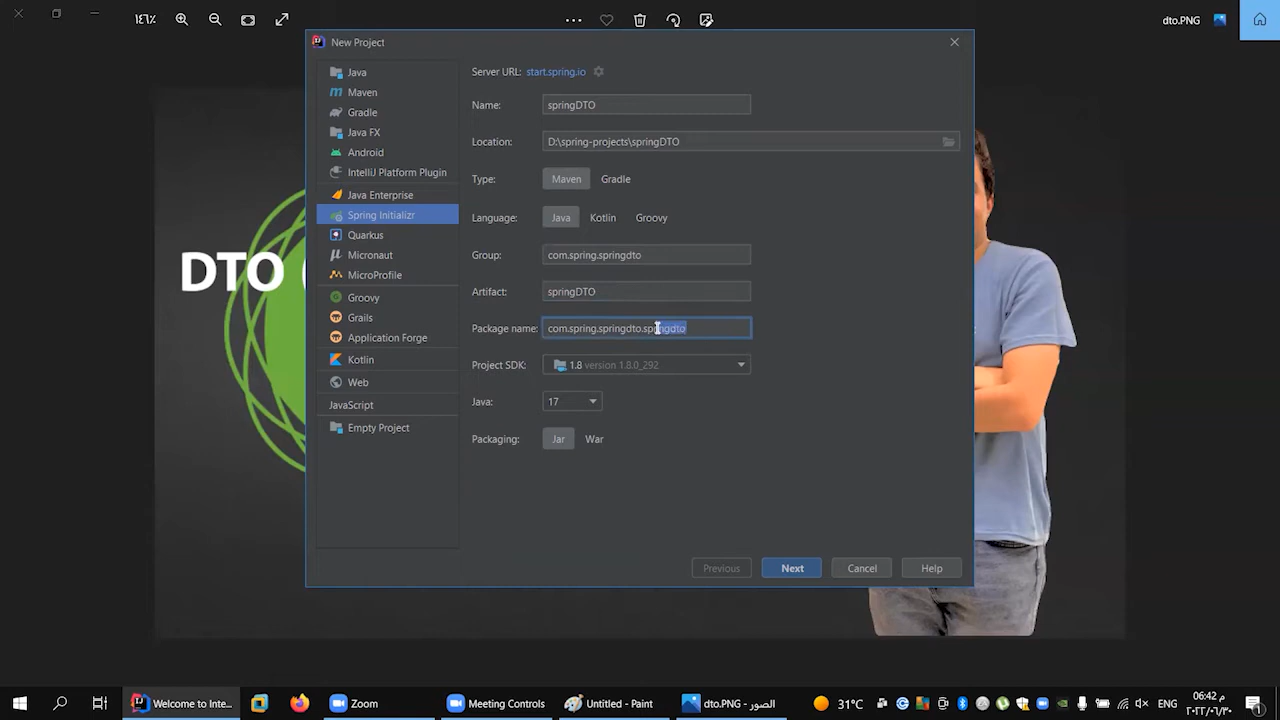 ١٤٦٪
dto.PNG
New Project
Java
Maven
Gradle
Java FX
Android
IntelliJ Platform Plugin
Java Enterprise
Spring Initializr
Quarkus
Micronaut
MicroProfile
Groovy
Grails
Application Forge
Kotlin
Web
JavaScript
Empty Project
Server URL: start.spring.io
Name: springDTO
Location: D:\spring-projects\springDTO
Type: Maven Gradle
Language: Java Kotlin Groovy
Group: com.spring.springdto
Artifact: springDTO
Package name: com.spring.springdto.springdto
Project SDK: 1.8 version 1.8.0_292
Java: 17
Packaging: Jar War
Previous Next Cancel Help
DTO
Welcome to Inte...
Zoom
Meeting Controls
Untitled - Paint
الصور - dto.PNG
31°C
ENG
06:42 م